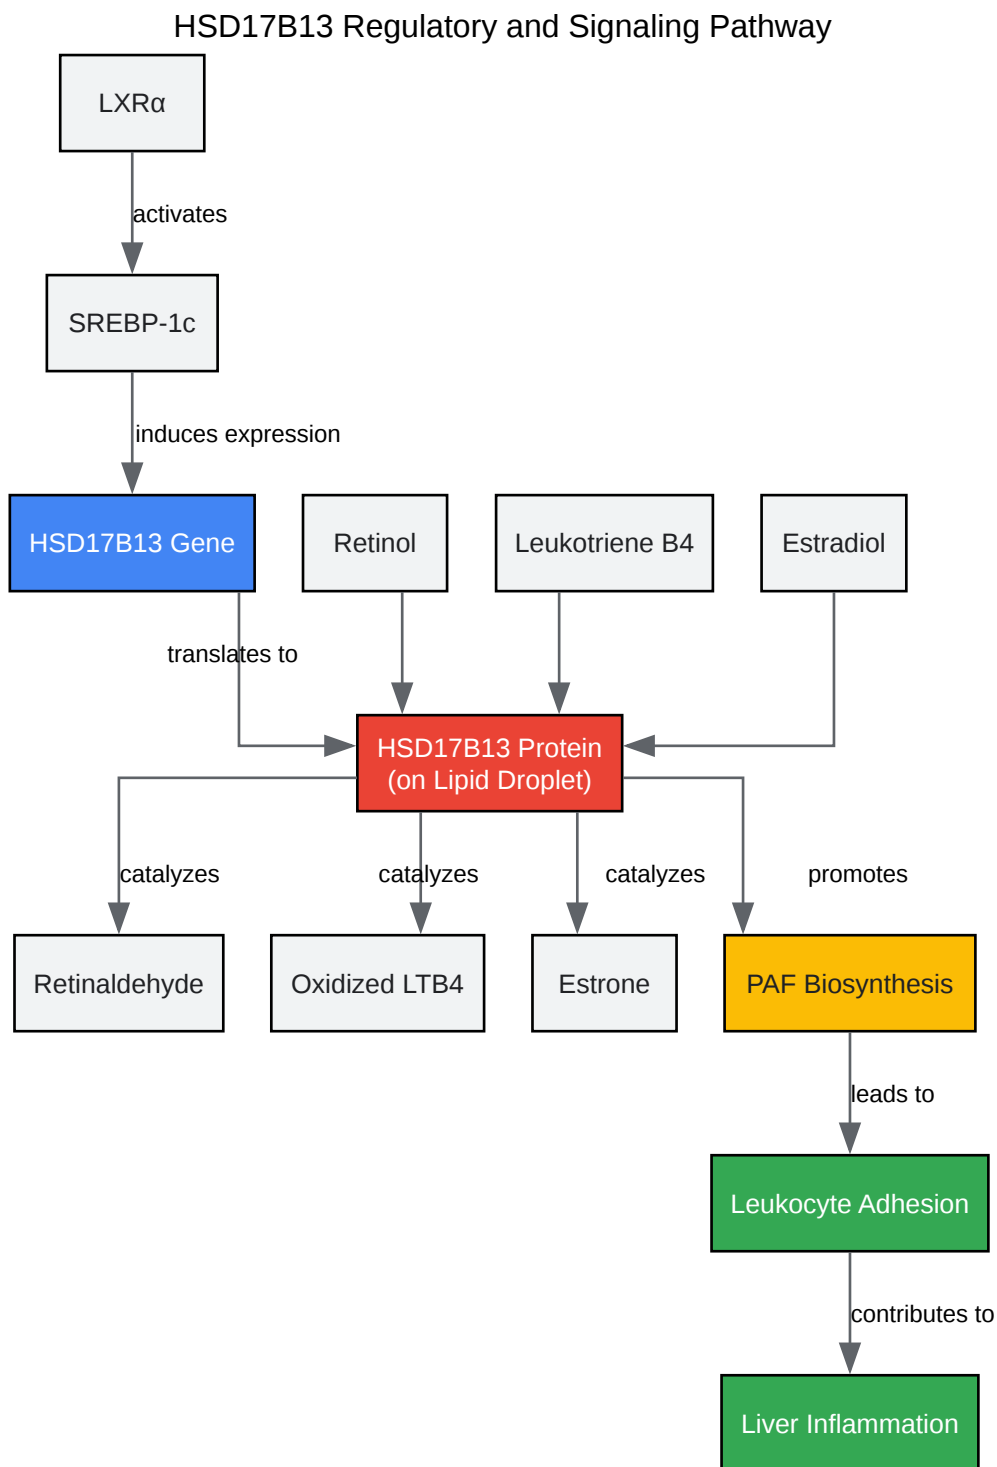 HSD17B13 Regulatory and Signaling Pathway
LXRα
activates
SREBP-1c
induces expression
HSD17B13 Gene
Retinol
Leukotriene B4
Estradiol
translates to
HSD17B13 Protein
(on Lipid Droplet)
catalyzes
catalyzes
catalyzes
promotes
Retinaldehyde
Oxidized LTB4
Estrone
PAF Biosynthesis
leads to
Leukocyte Adhesion
contributes to
Liver Inflammation